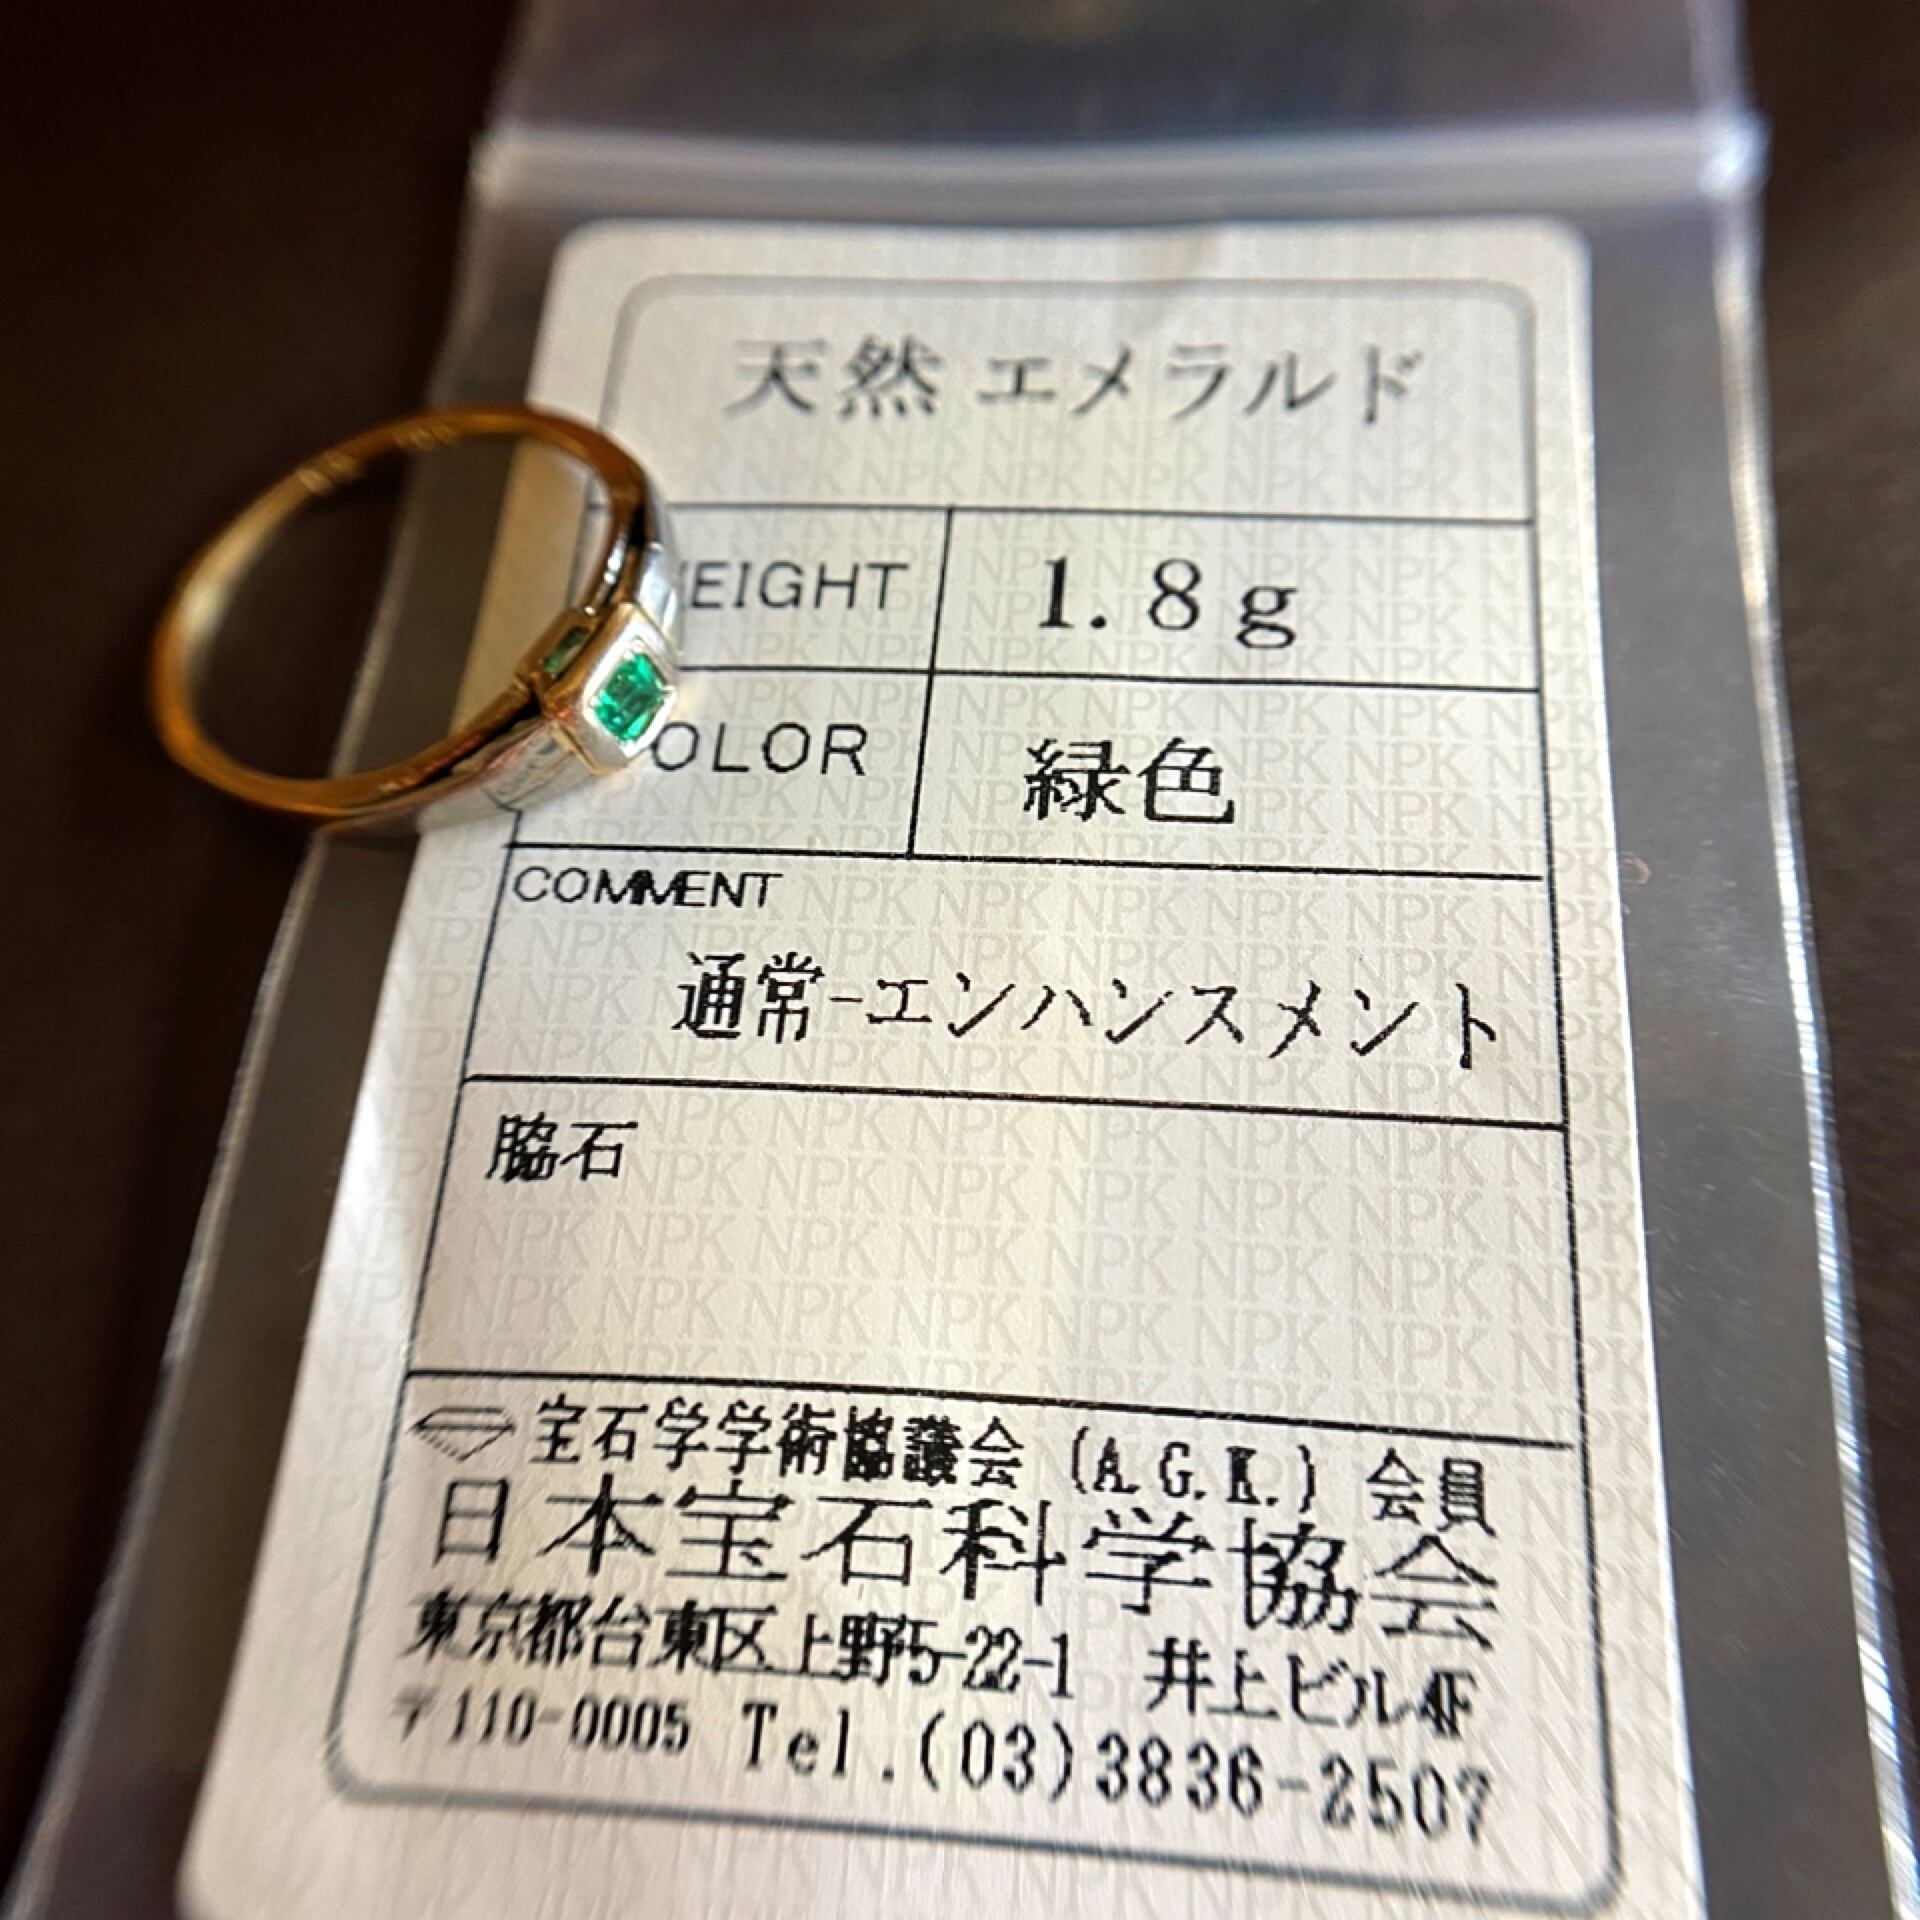 天然 エメラルド
EIGHT 1.8g
OLOR 緑色
COMMENT
通常-エンハンスメント
脇石
宝石学学術協議会 (A.G.K.) 会員
日本宝石科学協会
東京都台東区上野5-22-1 井上ビル4F
〒110-0005 Tel.(03)3836-2507